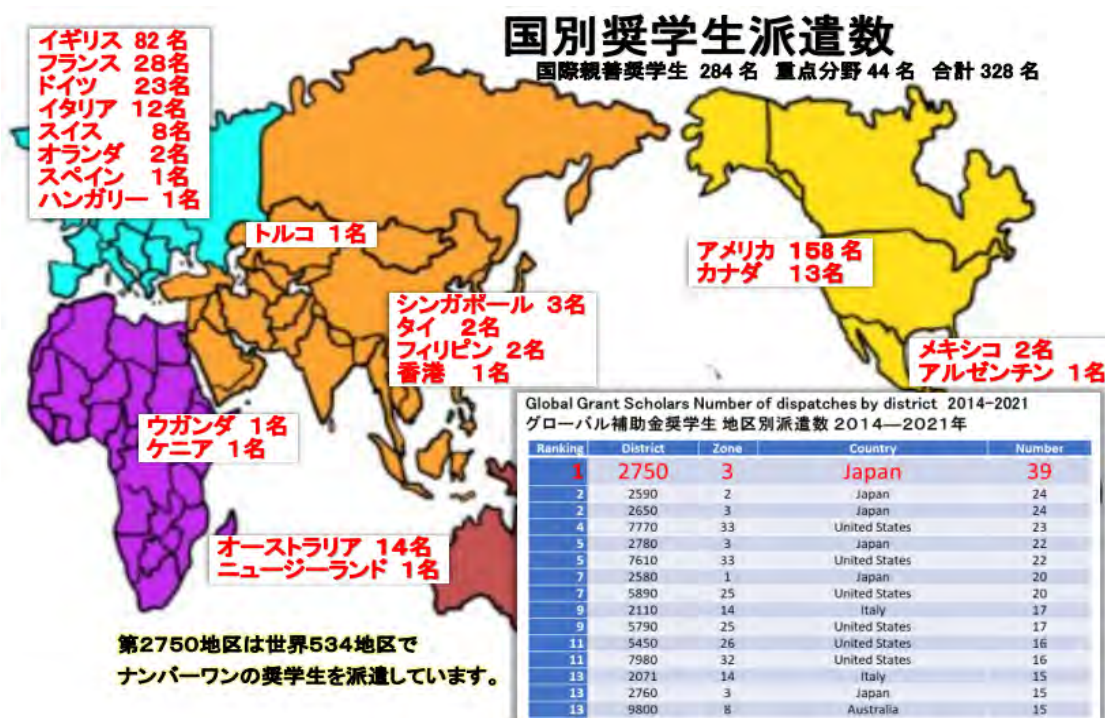 国別奨学生派遣数
国際親善奨学生 284名 重点分野44名 合計328名
イギリス 82名
フランス 28名
ドイツ 23名
イタリア 12名
スイス 8名
オランダ 2名
スペイン 1名
ハンガリー 1名
トルコ 1名
アメリカ 158名
カナダ 13名
シンガポール 3名
タイ 2名
フィリピン 2名
香港 1名
メキシコ 2名
アルゼンチン 1名
ウガンダ 1名
ケニア 1名
オーストラリア 14名
ニュージーランド 1名
第2750地区は世界534地区で
ナンバーワンの奨学生を派遣しています。
Global Grant Scholars Number of dispatches by district 2014-2021
グローバル補助金奨学生 地区別派遣数 2014―2021年
Ranking District Zone Country Number
1 2750 3 Japan 39
2 2590 2 Japan 24
2 2650 3 Japan 24
4 7770 33 United States 23
5 2780 3 Japan 22
5 7610 33 United States 22
7 2580 1 Japan 20
7 5890 25 United States 20
9 2110 14 Italy 17
9 5790 25 United States 17
11 5450 26 United States 16
11 7980 32 United States 16
13 2071 14 Italy 15
13 2760 3 Japan 15
13 9800 8 Australia 15